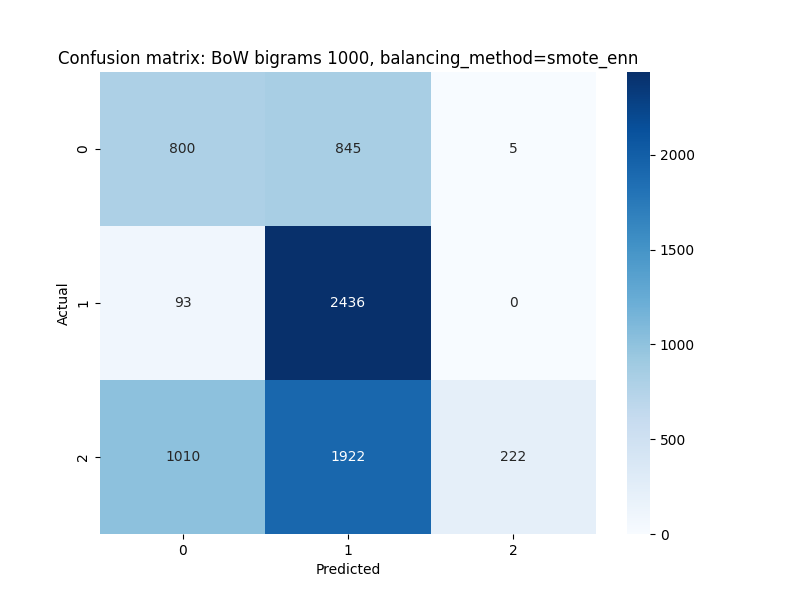 Confusion matrix: BoW bigrams 1000, balancing_method=smote_enn
Actual
0
800 845 5
1
93 2436 0
2
1010 1922 222
0 1 2
Predicted
2000
1500
1000
500
0